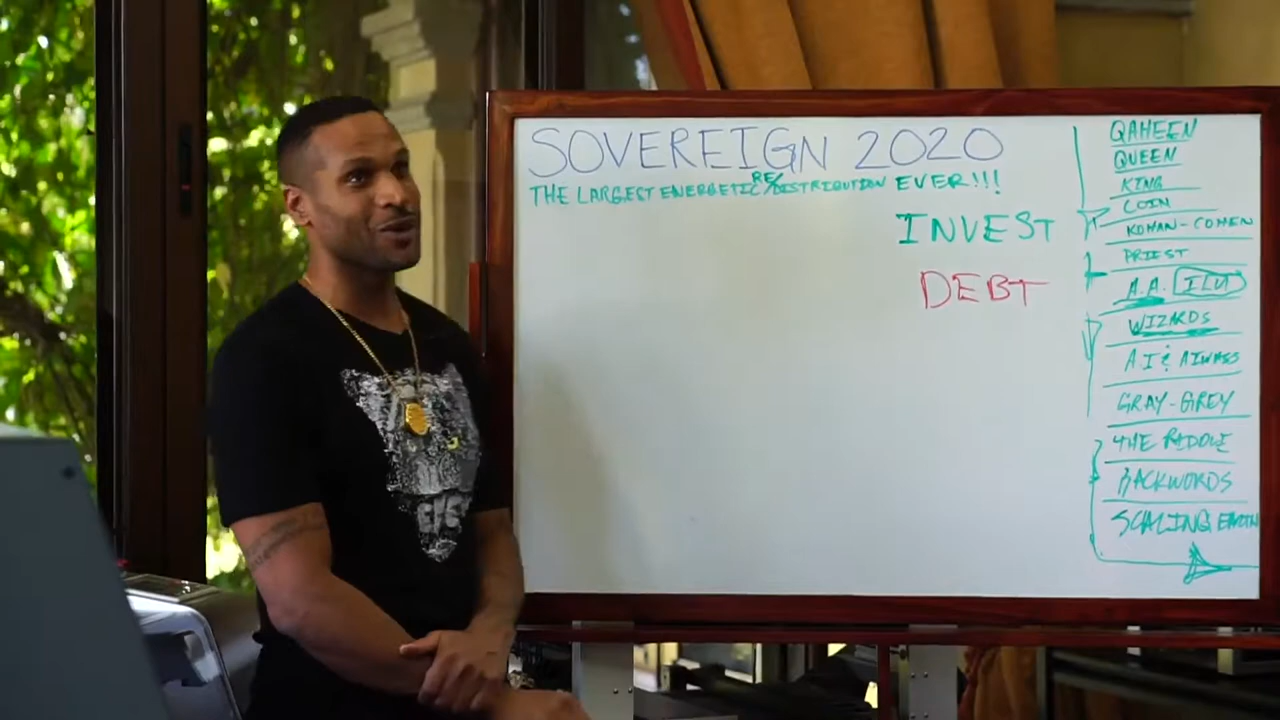 SOVEREIGN 2020
THE LARGEST ENERGETIC RE/DISTRIBUTION EVER!!!
INVEST
DEBT
QAHEEN
QUEEN
KING
COIN
KOHAN-COHEN
PRIEST
A.A. ILU
WIZARDS
A.I & AIWASS
GRAY-GREY
THE RIDDLE
BACKWORDS
SCALING